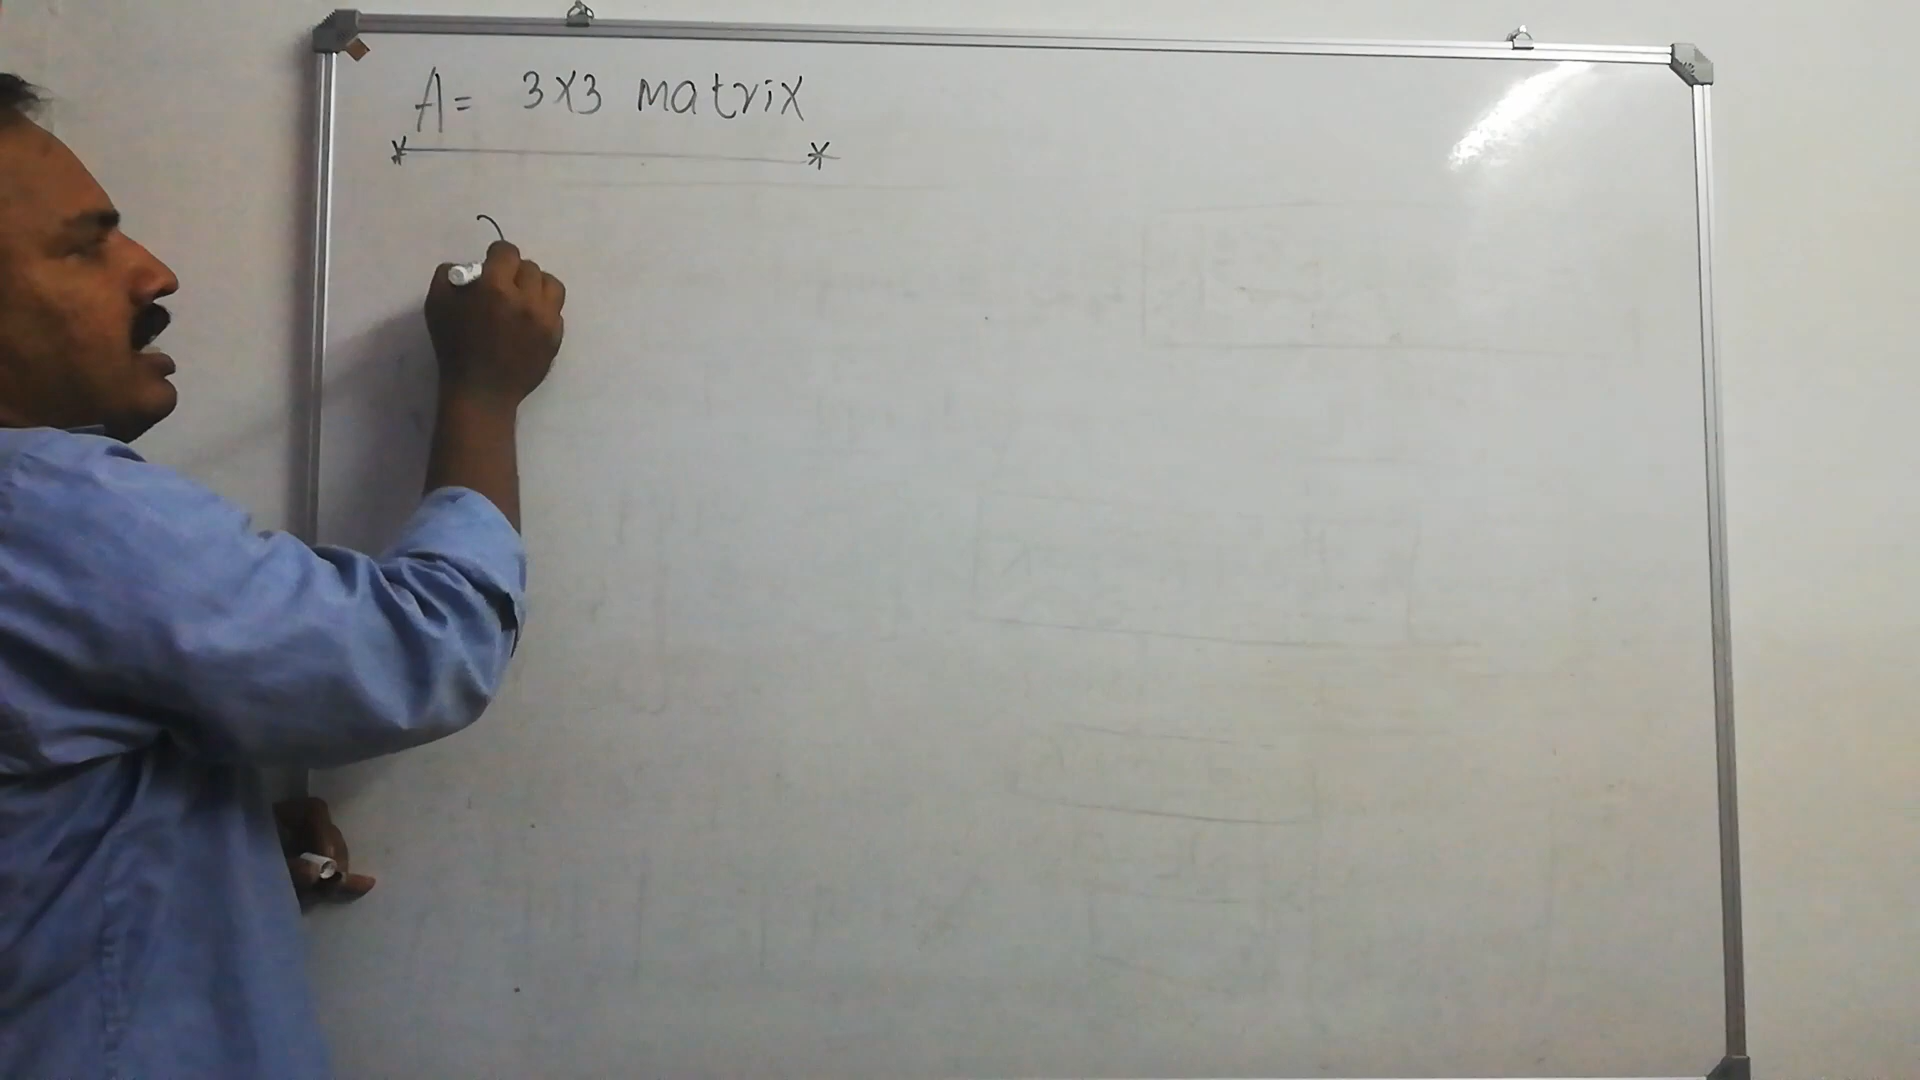 A = 3X3 matrix